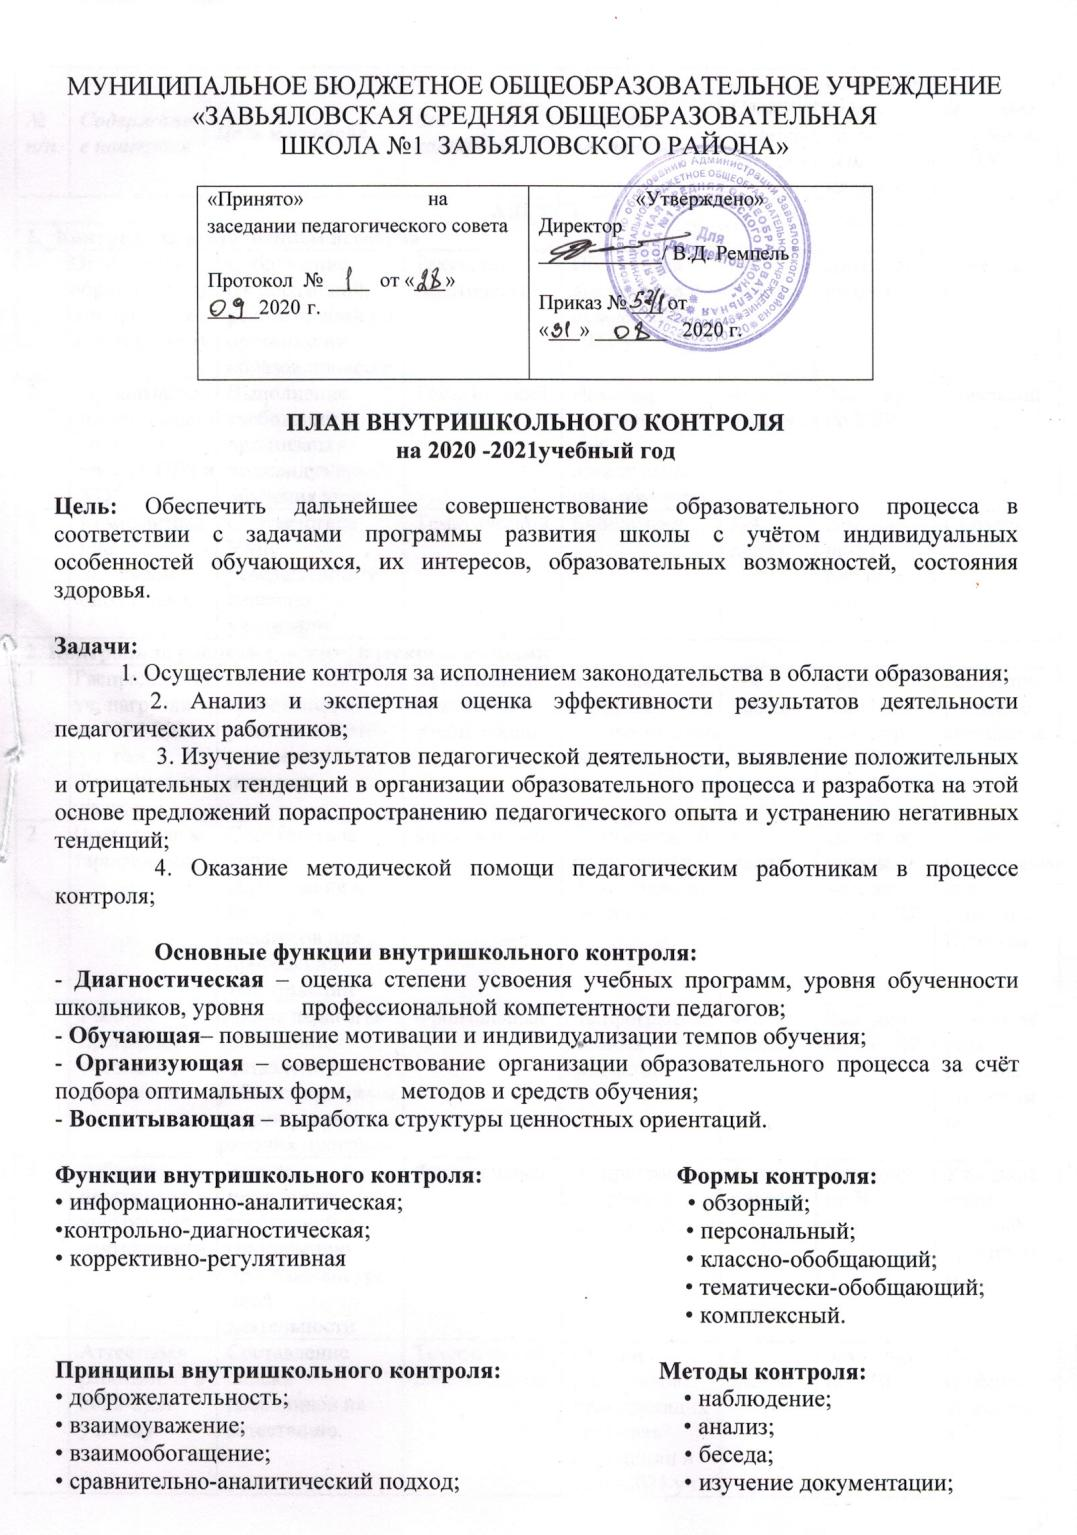 МУНИЦИПАЛЬНОЕ БЮДЖЕТНОЕ ОБЩЕОБРАЗОВАТЕЛЬНОЕ УЧРЕЖДЕНИЕ
«ЗАВЬЯЛОВСКАЯ СРЕДНЯЯ ОБЩЕОБРАЗОВАТЕЛЬНАЯ
ШКОЛА №1 ЗАВЬЯЛОВСКОГО РАЙОНА»
«Принято» на
заседании педагогического совета
Протокол № 1 от «28»
09 2020 г.
«Утверждено»
Директор
/ В.Д. Ремпель
Приказ № от
«31» 08 2020 г.
Для
документов
ПЛАН ВНУТРИШКОЛЬНОГО КОНТРОЛЯ
на 2020 -2021учебный год
Цель: Обеспечить дальнейшее совершенствование образовательного процесса в
соответствии с задачами программы развития школы с учётом индивидуальных
особенностей обучающихся, их интересов, образовательных возможностей, состояния
здоровья.
Задачи:
1. Осуществление контроля за исполнением законодательства в области образования;
2. Анализ и экспертная оценка эффективности результатов деятельности
педагогических работников;
3. Изучение результатов педагогической деятельности, выявление положительных
и отрицательных тенденций в организации образовательного процесса и разработка на этой
основе предложений пораспространению педагогического опыта и устранению негативных
тенденций;
4. Оказание методической помощи педагогическим работникам в процессе
контроля;
Основные функции внутришкольного контроля:
- Диагностическая – оценка степени усвоения учебных программ, уровня обученности
школьников, уровня профессиональной компетентности педагогов;
- Обучающая– повышение мотивации и индивидуализации темпов обучения;
- Организующая – совершенствование организации образовательного процесса за счёт
подбора оптимальных форм, методов и средств обучения;
- Воспитывающая – выработка структуры ценностных ориентаций.
Функции внутришкольного контроля:
• информационно-аналитическая;
•контрольно-диагностическая;
• коррективно-регулятивная
Формы контроля:
• обзорный;
• персональный;
• классно-обобщающий;
• тематически-обобщающий;
• комплексный.
Принципы внутришкольного контроля:
• доброжелательность;
• взаимоуважение;
• взаимообогащение;
• сравнительно-аналитический подход;
Методы контроля:
• наблюдение;
• анализ;
• беседа;
• изучение документации;